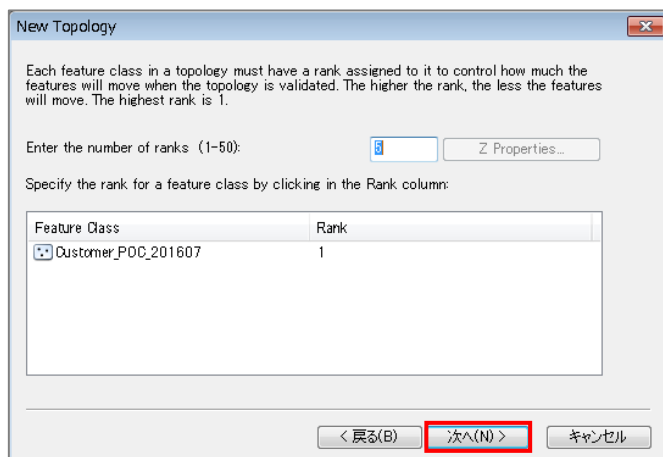 New Topology
Each feature class in a topology must have a rank assigned to it to control how much the
features will move when the topology is validated. The higher the rank, the less the features
will move. The highest rank is 1.
Enter the number of ranks (1-50):
5
Z Properties...
Specify the rank for a feature class by clicking in the Rank column:
Feature Class Rank
Customer_POC_201607 1
< 戻る(B) 次へ(N) > キャンセル